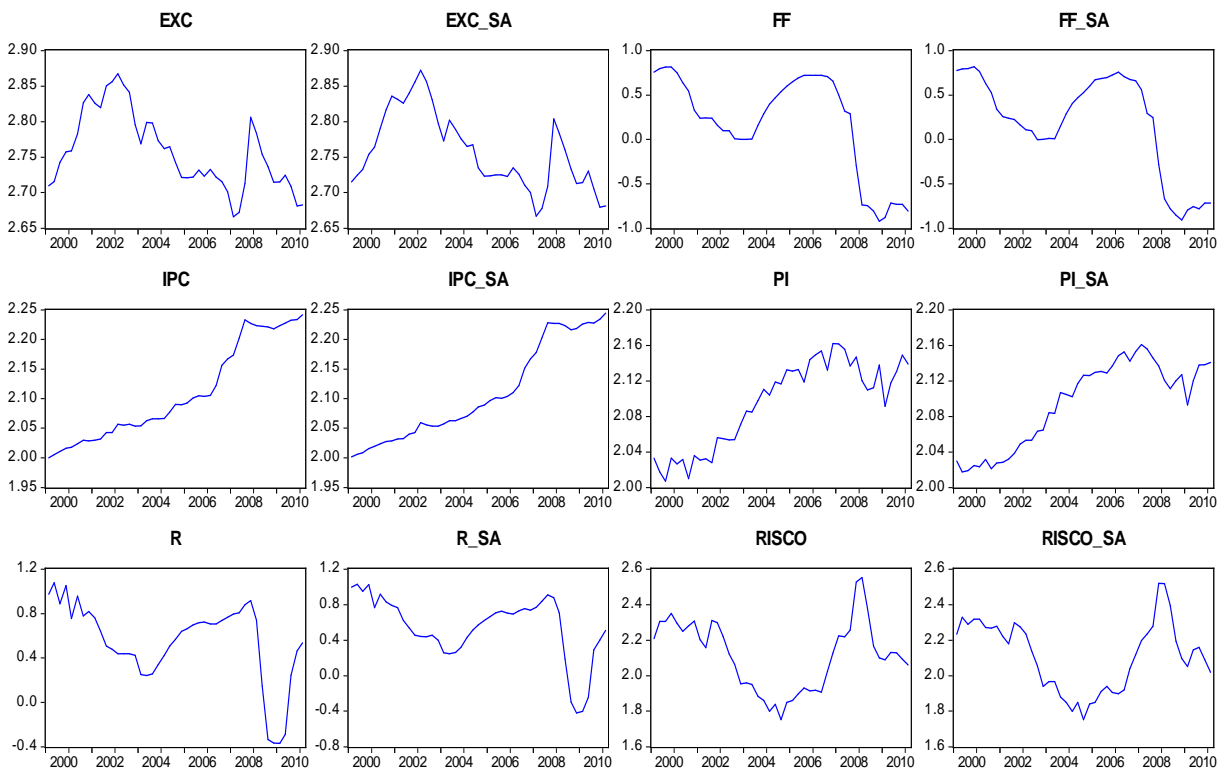 EXC EXC_SA FF FF_SA
2.90 2.90 1.0 1.0
2.85 2.85
0.5 0.5
2.80 2.80
2.75 2.75 0.0 0.0
2.70 2.70 -0.5 -0.5
2.65 2.65 -1.0 -1.0
2000 2002 2004 2006 2008 2010 2000 2002 2004 2006 2008 2010 2000 2002 2004 2006 2008 2010 2000 2002 2004 2006 2008 2010
IPC IPC_SA PI PI_SA
2.25 2.25 2.20 2.20
2.20 2.20 2.16 2.16
2.15 2.15 2.12 2.12
2.10 2.10
2.05 2.05 2.08 2.08
2.00 2.00 2.04 2.04
1.95 1.95 2.00 2.00
2000 2002 2004 2006 2008 2010 2000 2002 2004 2006 2008 2010 2000 2002 2004 2006 2008 2010 2000 2002 2004 2006 2008 2010
R R_SA RISCO RISCO_SA
1.2 1.2 2.6 2.6
0.8 0.8 2.4 2.4
0.4 0.4 2.2 2.2
0.0 0.0 2.0 2.0
-0.4 1.8 1.8
-0.4 -0.8 1.6 1.6
2000 2002 2004 2006 2008 2010 2000 2002 2004 2006 2008 2010 2000 2002 2004 2006 2008 2010 2000 2002 2004 2006 2008 2010